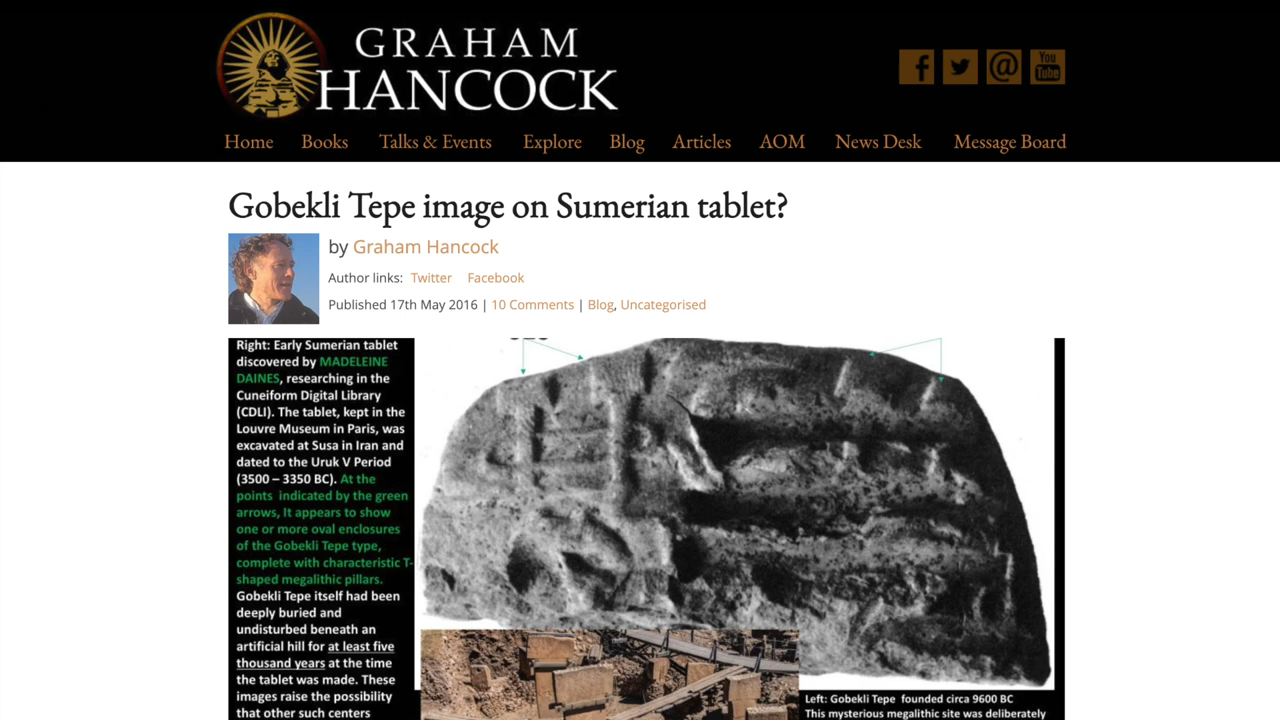 GRAHAM
HANCOCK
You
Tube
Home Books Talks & Events Explore Blog Articles AOM News Desk Message Board
Gobekli Tepe image on Sumerian tablet?
by Graham Hancock
Author links: Twitter Facebook
Published 17th May 2016 | 10 Comments | Blog, Uncategorised
Right: Early Sumerian tablet
discovered by MADELEINE
DAINES, researching in the
Cuneiform Digital Library
(CDLI). The tablet, kept in the
Louvre Museum in Paris, was
excavated at Susa in Iran and
dated to the Uruk V Period
(3500 – 3350 BC). At the
points indicated by the green
arrows, It appears to show
one or more oval enclosures
of the Gobekli Tepe type,
complete with characteristic T-
shaped megalithic pillars.
Gobekli Tepe itself had been
deeply buried and
undisturbed beneath an
artificial hill for at least five
thousand years at the time
the tablet was made. These
images raise the possibility
that other such centers
Left: Gobekli Tepe founded circa 9600 BC
This mysterious megalithic site was deliberately